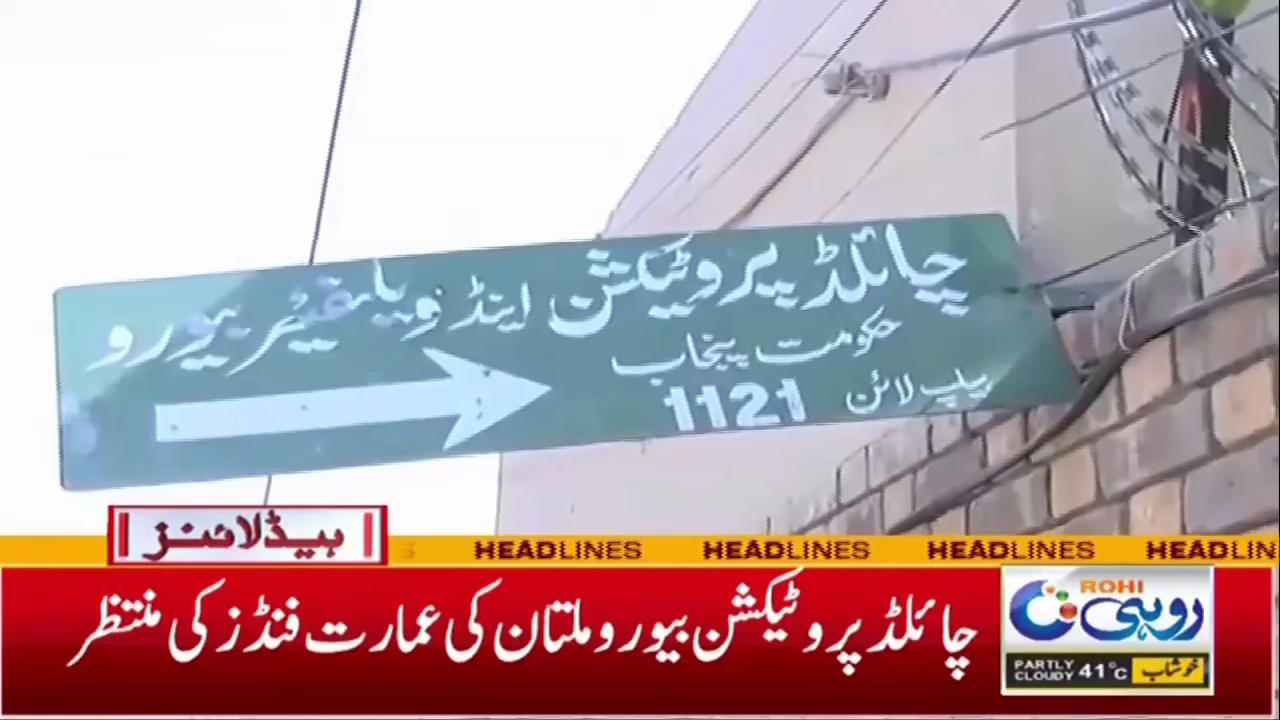 چائلڈ پروٹیکشن اینڈ ویلفیئر بیورو
حکومت پنجاب
ہیلپ لائن 1121
ہیڈلائنز
HEADLINES HEADLINES HEADLINES HEADLIN
چائلڈ پروٹیکشن بیورو ملتان کی عمارت فنڈز کی منتظر
ROHI
روہی
PARTLY CLOUDY 41°C خوشاب